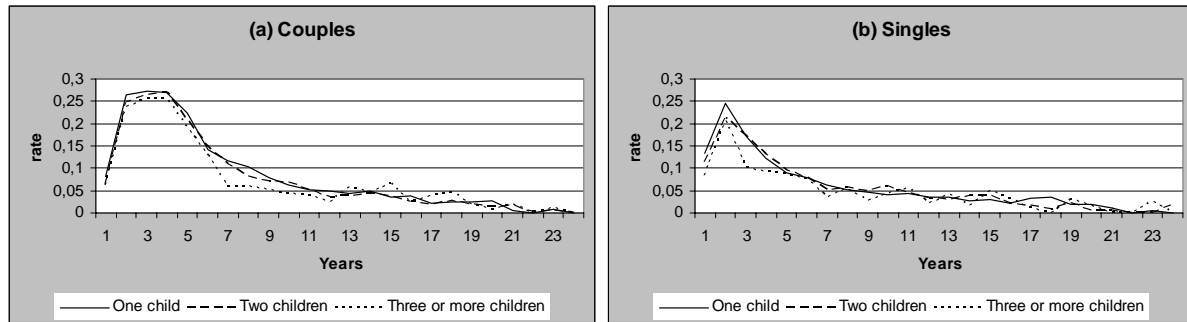 (a) Couples
0,3
0,25
0,2
0,15
0,1
0,05
0
rate
1 3 5 7 9 11 13 15 17 19 21 23
Years
One child Two children Three or more children
(b) Singles
0,3
0,25
0,2
0,15
0,1
0,05
0
rate
1 3 5 7 9 11 13 15 17 19 21 23
Years
One child Two children Three or more children